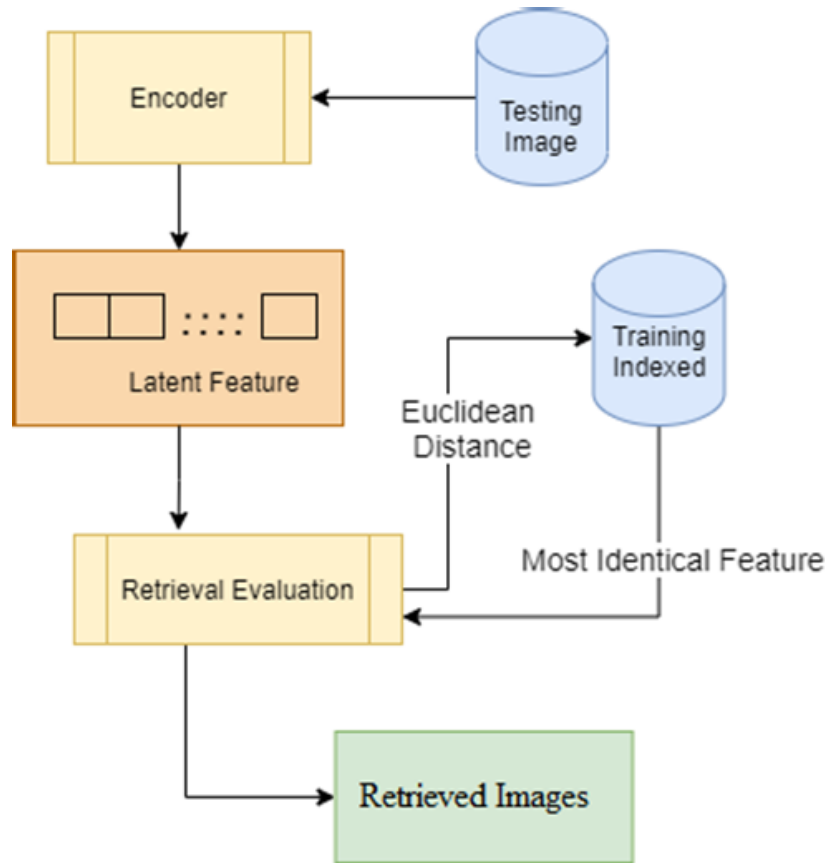 Encoder
Testing
Image
: : : :
Latent Feature
Training
Indexed
Euclidean
Distance
Most Identical Feature
Retrieval Evaluation
Retrieved Images